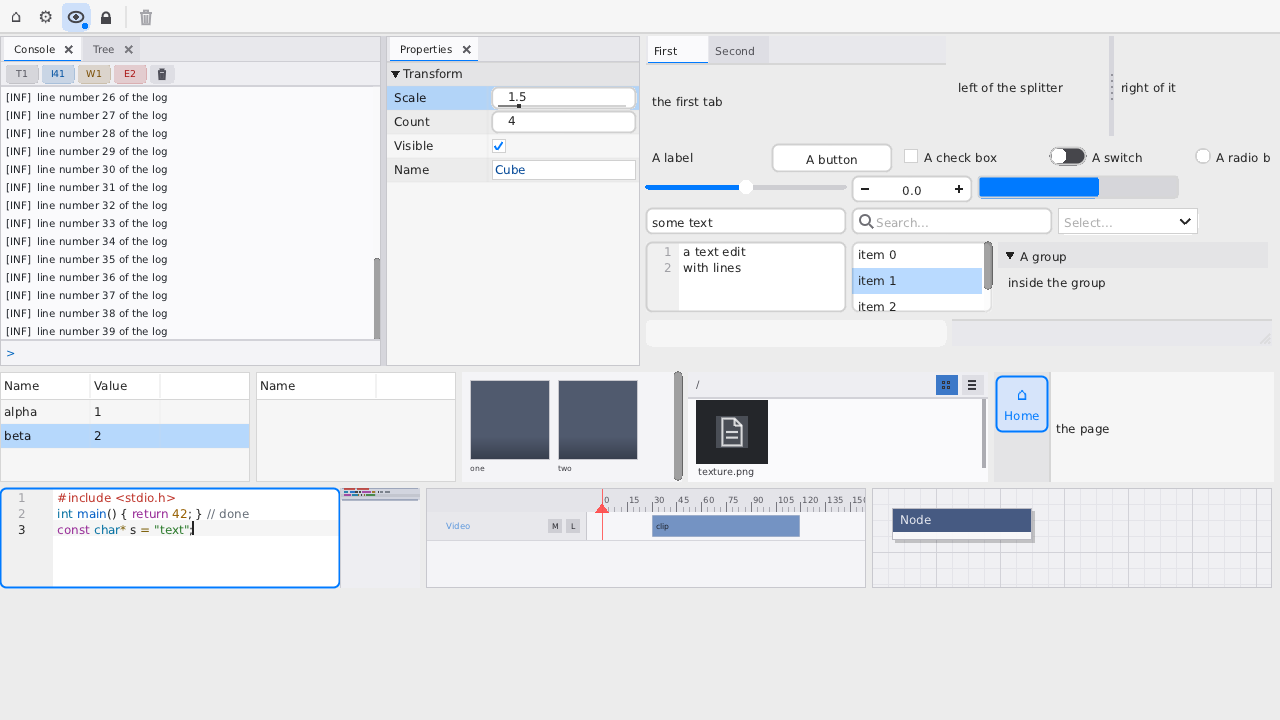 Console
Tree
T1
I41
W1
E2
[INF] line number 26 of the log
[INF] line number 27 of the log
[INF] line number 28 of the log
[INF] line number 29 of the log
[INF] line number 30 of the log
[INF] line number 31 of the log
[INF] line number 32 of the log
[INF] line number 33 of the log
[INF] line number 34 of the log
[INF] line number 35 of the log
[INF] line number 36 of the log
[INF] line number 37 of the log
[INF] line number 38 of the log
[INF] line number 39 of the log
>
Properties
Transform
Scale 1.5
Count 4
Visible
Name Cube
First
Second
the first tab
left of the splitter
right of it
A label
A button
A check box
A switch
A radio b
− 0.0 +
some text
Search...
Select...
1 a text edit
2 with lines
item 0
item 1
item 2
A group
inside the group
Name Value
alpha 1
beta 2
Name
one
two
/
texture.png
Home
the page
1 #include <stdio.h>
2 int main() { return 42; } // done
3 const char* s = "text";
0 15 30 45 60 75 90 105 120 135 150
Video M L
clip
Node